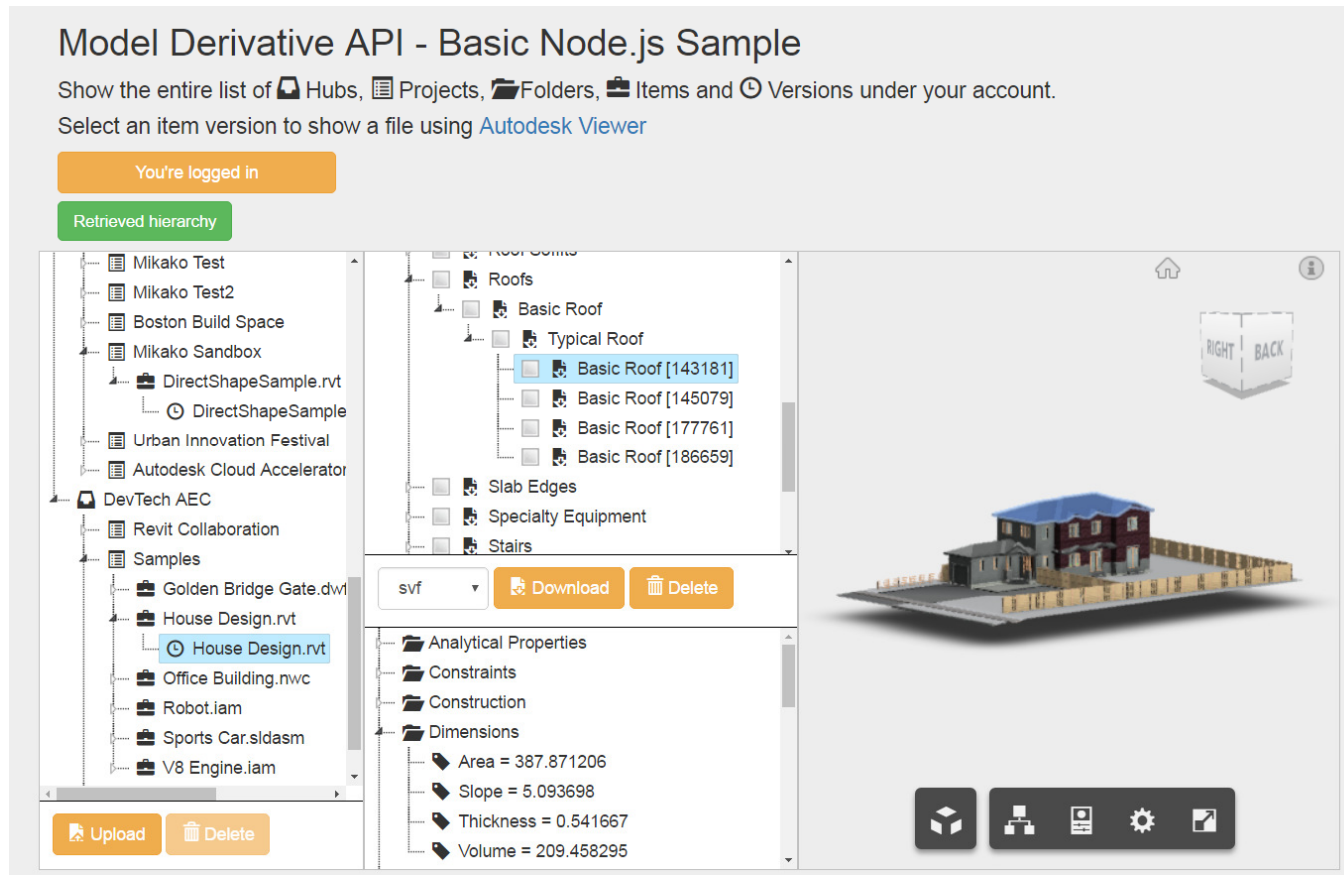 Model Derivative API - Basic Node.js Sample
Show the entire list of Hubs, Projects, Folders, Items and Versions under your account.
Select an item version to show a file using Autodesk Viewer
You're logged in
Retrieved hierarchy
Mikako Test
Mikako Test2
Boston Build Space
Mikako Sandbox
DirectShapeSample.rvt
DirectShapeSample
Urban Innovation Festival
Autodesk Cloud Accelerator
DevTech AEC
Revit Collaboration
Samples
Golden Bridge Gate.dwf
House Design.rvt
House Design.rvt
Office Building.nwc
Robot.iam
Sports Car.sldasm
V8 Engine.iam
Upload
Delete
Roof Soffits
Roofs
Basic Roof
Typical Roof
Basic Roof [143181]
Basic Roof [145079]
Basic Roof [177761]
Basic Roof [186659]
Slab Edges
Specialty Equipment
Stairs
svf
Download
Delete
Analytical Properties
Constraints
Construction
Dimensions
Area = 387.871206
Slope = 5.093698
Thickness = 0.541667
Volume = 209.458295
RIGHT
BACK